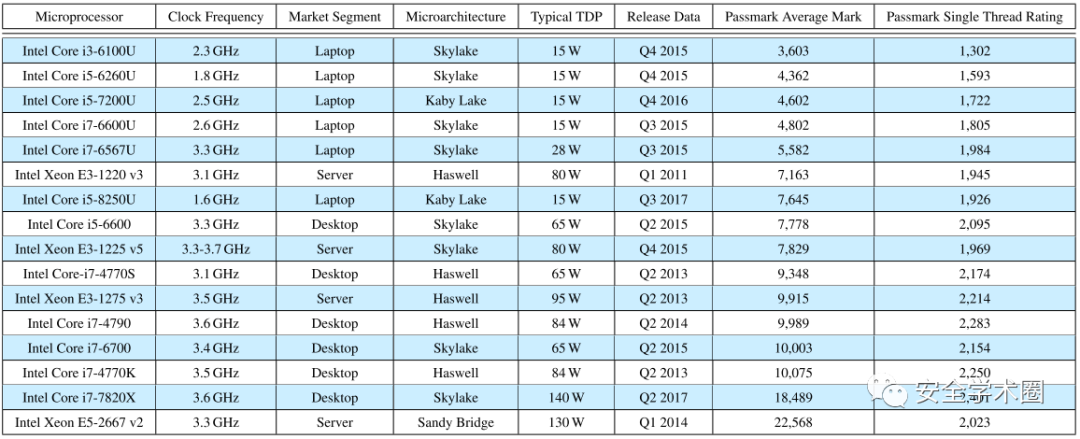 Microprocessor Clock Frequency Market Segment Microarchitecture Typical TDP Release Data Passmark Average Mark Passmark Single Thread Rating
Intel Core i3-6100U 2.3 GHz Laptop Skylake 15 W Q4 2015 3,603 1,302
Intel Core i5-6260U 1.8 GHz Laptop Skylake 15 W Q4 2015 4,362 1,593
Intel Core i5-7200U 2.5 GHz Laptop Kaby Lake 15 W Q4 2016 4,602 1,722
Intel Core i7-6600U 2.6 GHz Laptop Skylake 15 W Q3 2015 4,802 1,805
Intel Core i7-6567U 3.3 GHz Laptop Skylake 28 W Q3 2015 5,582 1,984
Intel Xeon E3-1220 v3 3.1 GHz Server Haswell 80 W Q1 2011 7,163 1,945
Intel Core i5-8250U 1.6 GHz Laptop Kaby Lake 15 W Q3 2017 7,645 1,926
Intel Core i5-6600 3.3 GHz Desktop Skylake 65 W Q2 2015 7,778 2,095
Intel Xeon E3-1225 v5 3.3-3.7 GHz Server Skylake 80 W Q4 2015 7,829 1,969
Intel Core-i7-4770S 3.1 GHz Desktop Haswell 65 W Q2 2013 9,348 2,174
Intel Xeon E3-1275 v3 3.5 GHz Server Haswell 95 W Q2 2013 9,915 2,214
Intel Core i7-4790 3.6 GHz Desktop Haswell 84 W Q2 2014 9,989 2,283
Intel Core i7-6700 3.4 GHz Desktop Skylake 65 W Q2 2015 10,003 2,154
Intel Core i7-4770K 3.5 GHz Desktop Haswell 84 W Q2 2013 10,075 2,250
Intel Core i7-7820X 3.6 GHz Desktop Skylake 140 W Q2 2017 18,489
Intel Xeon E5-2667 v2 3.3 GHz Server Sandy Bridge 130 W Q1 2014 22,568 2,023
安全学术圈